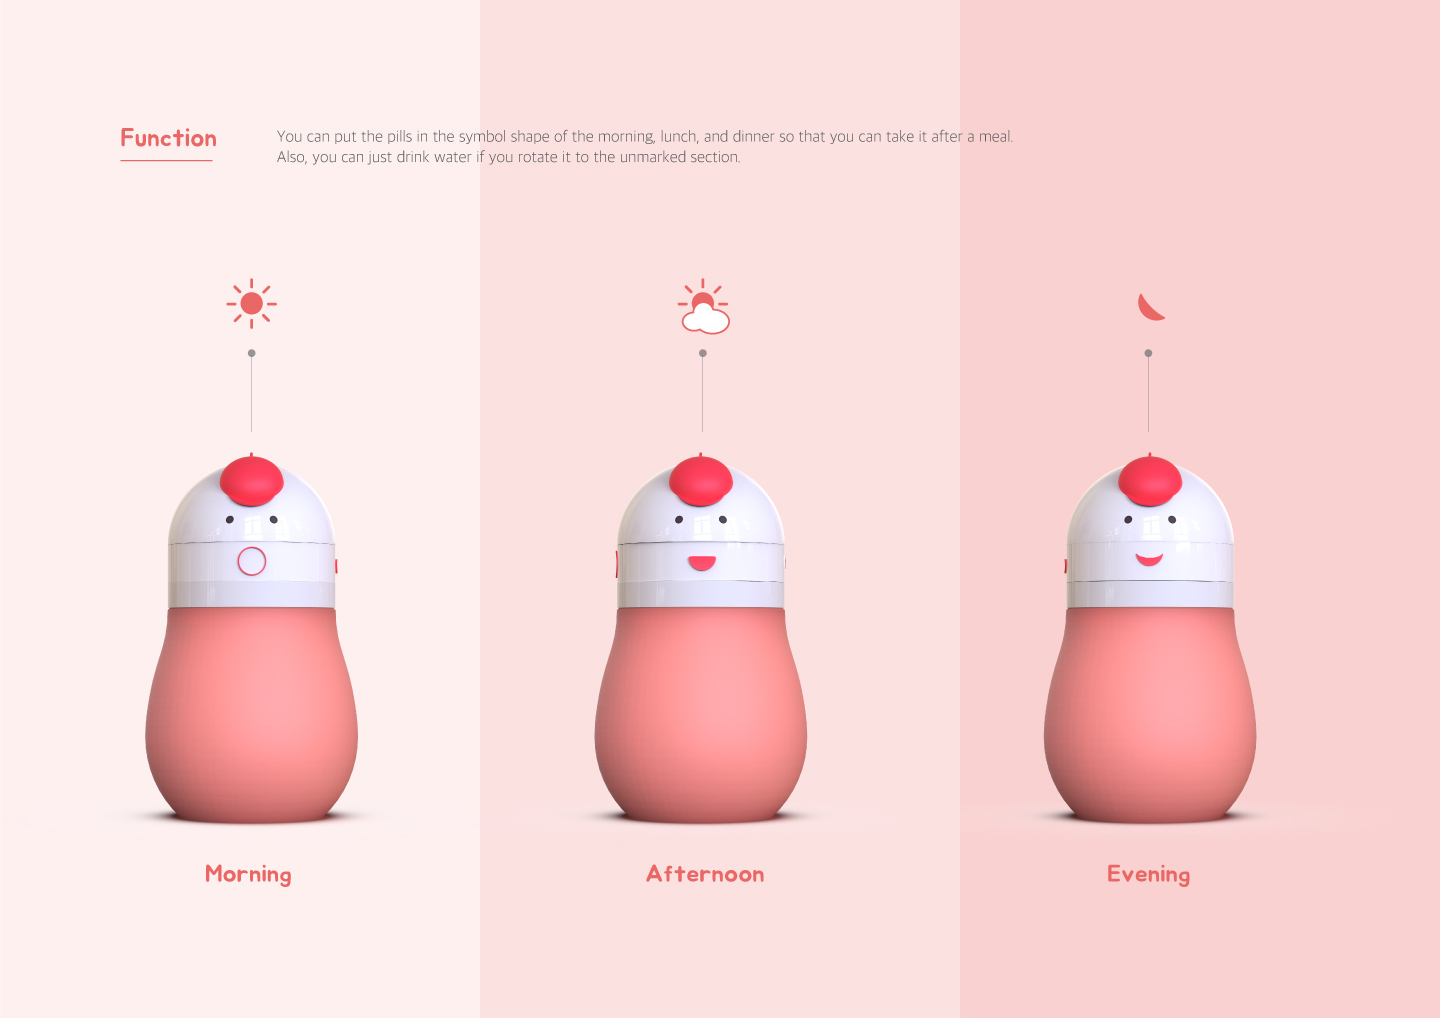 Function
You can put the pills in the symbol shape of the morning, lunch, and dinner so that you can take it after a meal.
Also, you can just drink water if you rotate it to the unmarked section.
Morning
Afternoon
Evening